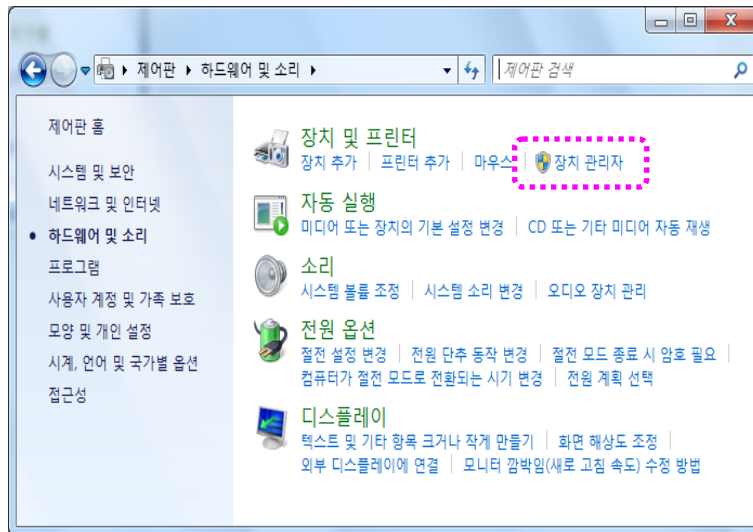 제어판 ▸ 하드웨어 및 소리 ▸
제어판 검색
제어판 홈
시스템 및 보안
네트워크 및 인터넷
하드웨어 및 소리
프로그램
사용자 계정 및 가족 보호
모양 및 개인 설정
시계, 언어 및 국가별 옵션
접근성
장치 및 프린터
장치 추가 | 프린터 추가 | 마우스 | 장치 관리자
자동 실행
미디어 또는 장치의 기본 설정 변경 | CD 또는 기타 미디어 자동 재생
소리
시스템 볼륨 조정 | 시스템 소리 변경 | 오디오 장치 관리
전원 옵션
절전 설정 변경 | 전원 단추 동작 변경 | 절전 모드 종료 시 암호 필요 |
컴퓨터가 절전 모드로 전환되는 시기 변경 | 전원 계획 선택
디스플레이
텍스트 및 기타 항목 크거나 작게 만들기 | 화면 해상도 조정 |
외부 디스플레이에 연결 | 모니터 깜박임(새로 고침 속도) 수정 방법